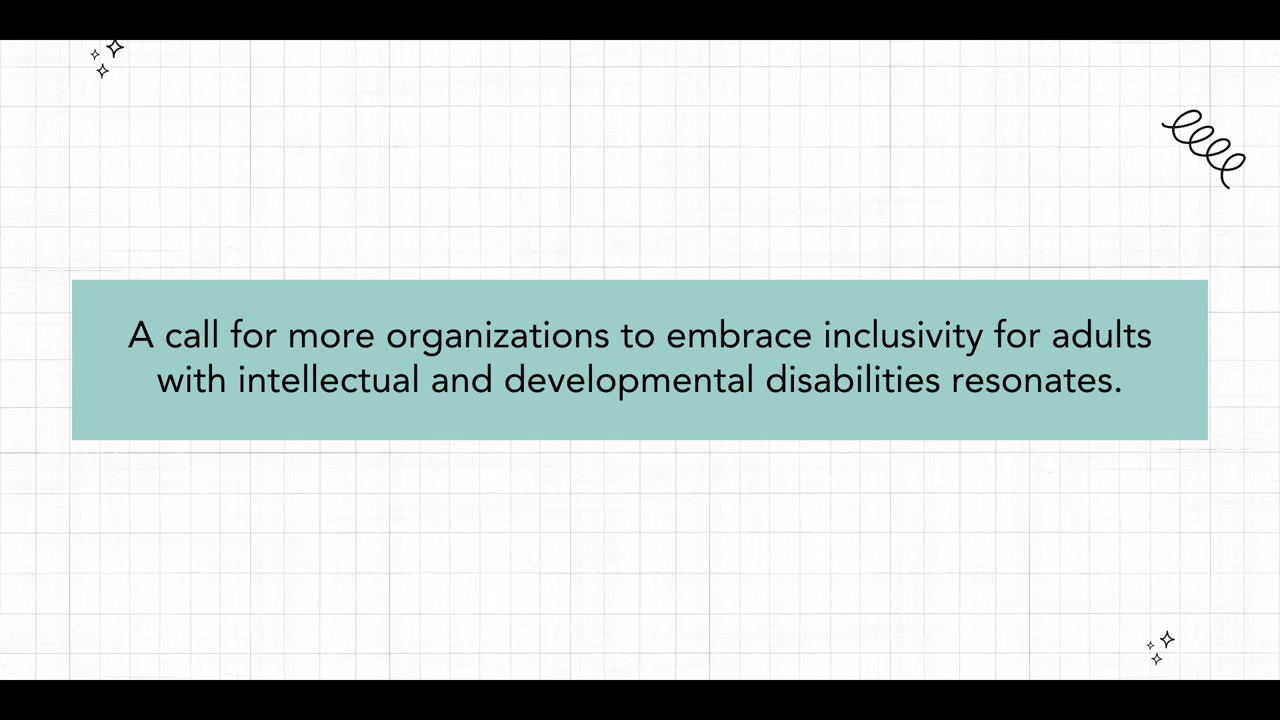 A call for more organizations to embrace inclusivity for adults
with intellectual and developmental disabilities resonates.